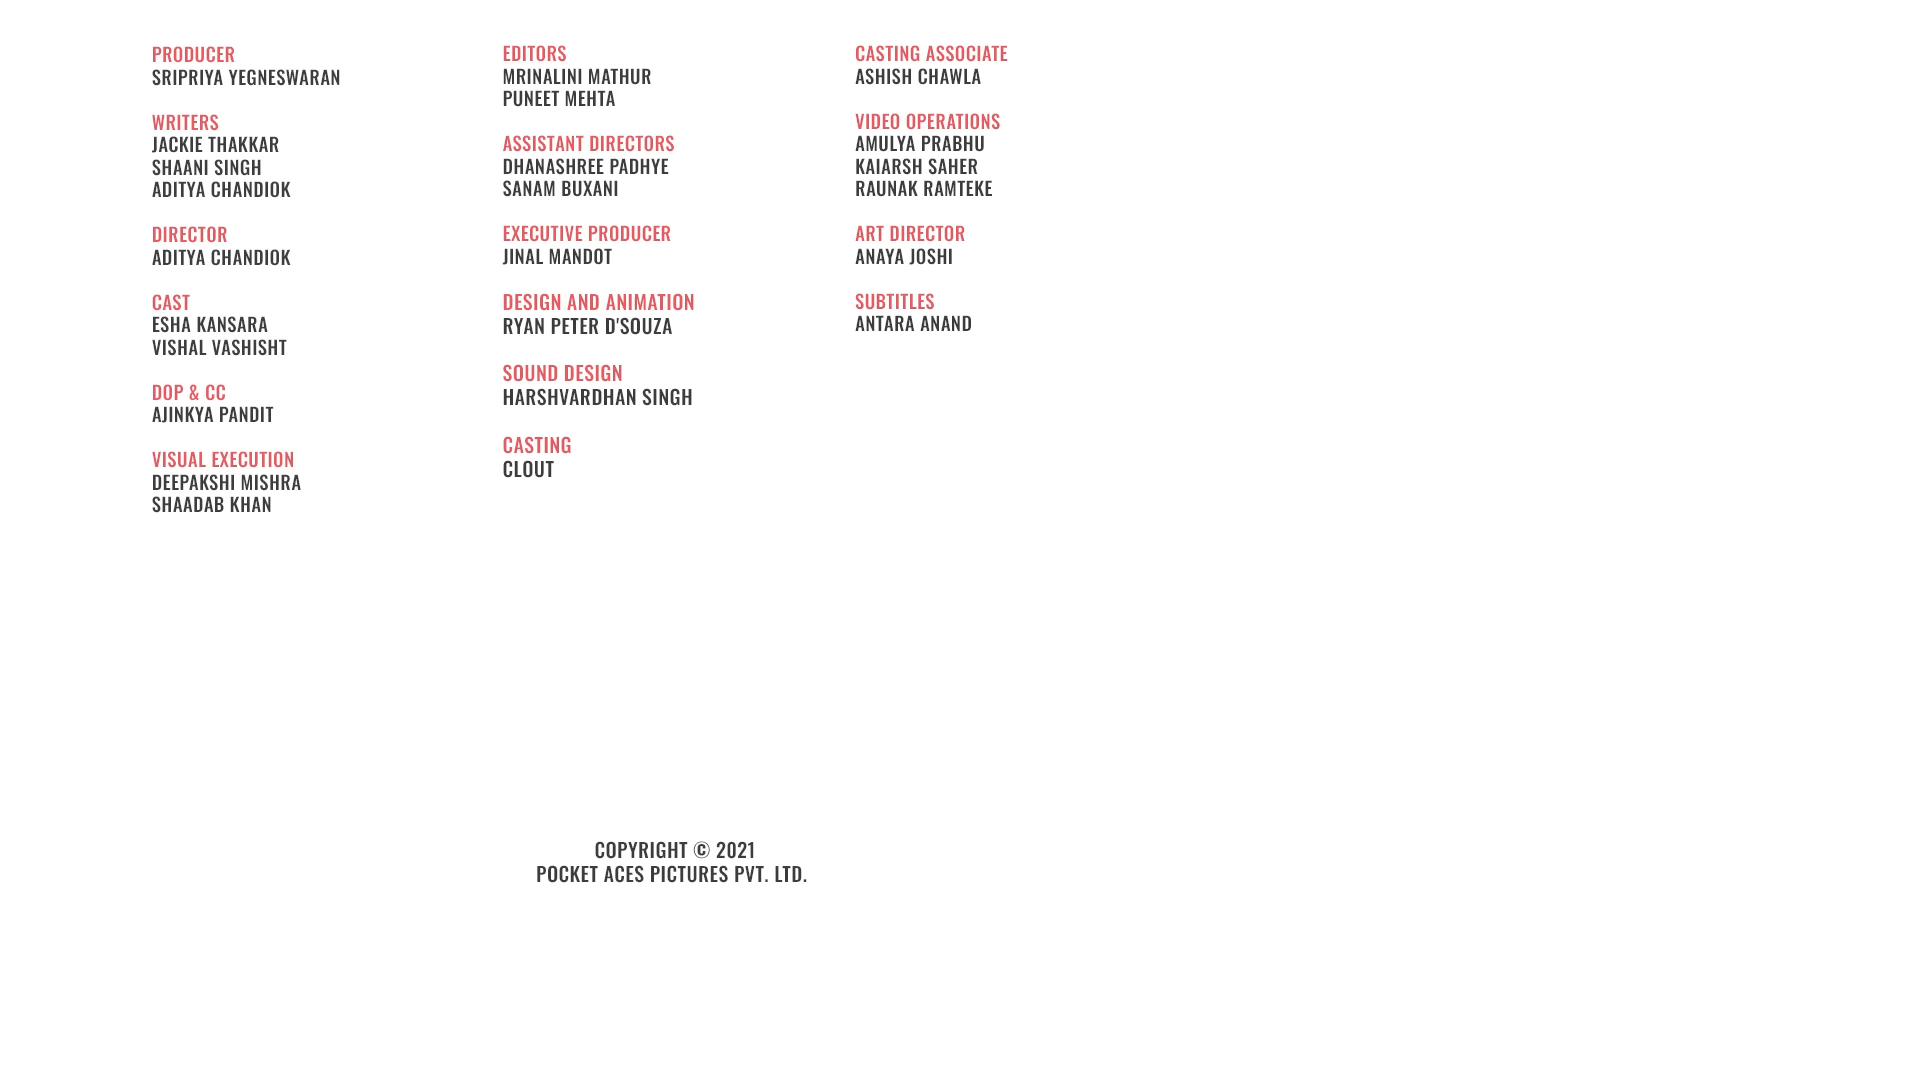 PRODUCER
SRIPRIYA YEGNESWARAN
WRITERS
JACKIE THAKKAR
SHAANI SINGH
ADITYA CHANDIOK
DIRECTOR
ADITYA CHANDIOK
CAST
ESHA KANSARA
VISHAL VASHISHT
DOP & CC
AJINKYA PANDIT
VISUAL EXECUTION
DEEPAKSHI MISHRA
SHAADAB KHAN
EDITORS
MRINALINI MATHUR
PUNEET MEHTA
ASSISTANT DIRECTORS
DHANASHREE PADHYE
SANAM BUXANI
EXECUTIVE PRODUCER
JINAL MANDOT
DESIGN AND ANIMATION
RYAN PETER D'SOUZA
SOUND DESIGN
HARSHVARDHAN SINGH
CASTING
CLOUT
CASTING ASSOCIATE
ASHISH CHAWLA
VIDEO OPERATIONS
AMULYA PRABHU
KAIARSH SAHER
RAUNAK RAMTEKE
ART DIRECTOR
ANAYA JOSHI
SUBTITLES
ANTARA ANAND
COPYRIGHT © 2021
POCKET ACES PICTURES PVT. LTD.